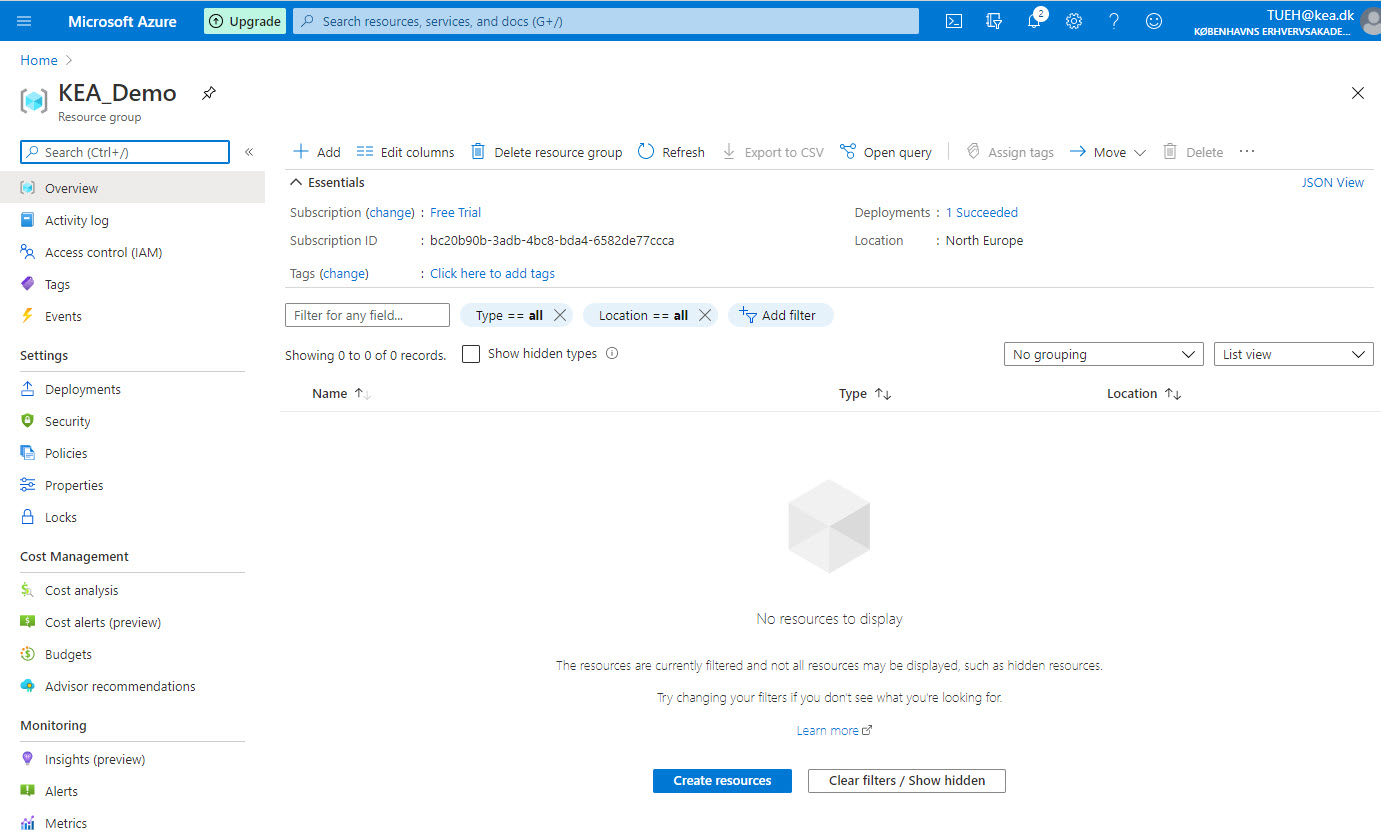 Microsoft Azure
Upgrade
Search resources, services, and docs (G+/)
2
TUEH@kea.dk
KØBENHAVNS ERHVERVSAKADE...
Home
KEA_Demo
Resource group
Search (Ctrl+/)
«
Add
Edit columns
Delete resource group
Refresh
Export to CSV
Open query
Assign tags
Move
Delete
...
Overview
Activity log
Access control (IAM)
Tags
Events
Settings
Deployments
Security
Policies
Properties
Locks
Cost Management
Cost analysis
Cost alerts (preview)
Budgets
Advisor recommendations
Monitoring
Insights (preview)
Alerts
Metrics
Essentials
JSON View
Subscription (change) : Free Trial
Deployments : 1 Succeeded
Subscription ID : bc20b90b-3adb-4bc8-bda4-6582de77ccca
Location : North Europe
Tags (change) : Click here to add tags
Filter for any field...
Type == all
Location == all
Add filter
Showing 0 to 0 of 0 records.
Show hidden types
No grouping
List view
Name
Type
Location
No resources to display
The resources are currently filtered and not all resources may be displayed, such as hidden resources.
Try changing your filters if you don't see what you're looking for.
Learn more
Create resources
Clear filters / Show hidden